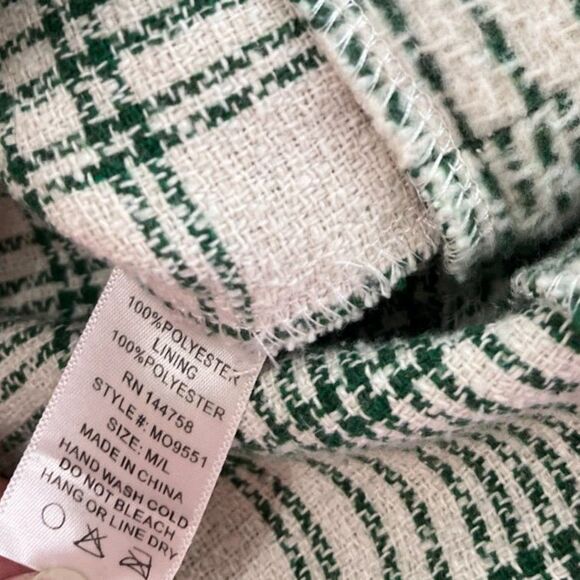 100%POLYESTER
LINING
100%POLYESTER
RN 144758
STYLE#: MO9551
SIZE: M/L
MADE IN CHINA
HAND WASH COLD
DO NOT BLEACH
HANG OR LINE DRY